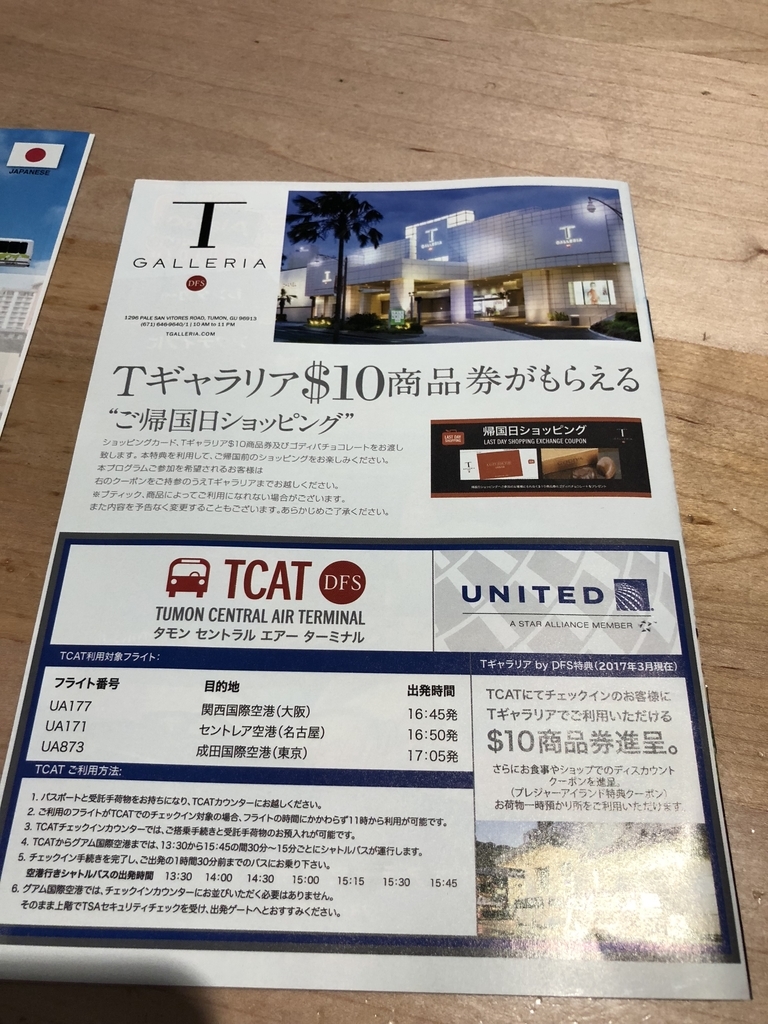 JAPANESE
T
GALLERIA
DFS
1296 PALE SAN VITORES ROAD, TUMON, GU 96913
(671) 646-9640/1 | 10 AM to 11 PM
TGALLERIA.COM
T
GALLERIA
T
GALLERIA
Tギャラリア$10商品券がもらえる
“ご帰国日ショッピング”
ショッピングカード、Tギャラリア$10商品券及びゴディバチョコレートをお渡し
致します。本特典を利用して、ご帰国前のショッピングをお楽しみください。
本プログラムご参加を希望されるお客様は
右のクーポンをご持参のうえTギャラリアまでお越しください。
※ブティック、商品によってご利用になれない場合がございます。
また内容を予告なく変更することもございます。あらかじめご了承ください。
LAST DAY
SHOPPING
帰国日ショッピング
LAST DAY SHOPPING EXCHANGE COUPON
T
TCAT DFS
TUMON CENTRAL AIR TERMINAL
タモン セントラル エアー ターミナル
UNITED
A STAR ALLIANCE MEMBER
TCAT利用対象フライト:
フライト番号 目的地 出発時間
UA177 関西国際空港(大阪) 16:45発
UA171 セントレア空港(名古屋) 16:50発
UA873 成田国際空港(東京) 17:05発
TCAT ご利用方法:
1. パスポートと受託手荷物をお持ちになり、TCATカウンターにお越しください。
2. ご利用のフライトがTCATでのチェックイン対象の場合、フライトの時間にかかわらず11時から利用が可能です。
3. TCATチェックインカウンターでは、ご搭乗手続きと受託手荷物のお預入れが可能です。
4. TCATからグアム国際空港までは、13:30から15:45の間30分〜15分ごとにシャトルバスが運行します。
5. チェックイン手続きを完了し、ご出発の1時間30分前までのバスにお乗り下さい。
空港行きシャトルバスの出発時間 13:30 14:00 14:30 15:00 15:15 15:30 15:45
6. グアム国際空港では、チェックインカウンターにお並びいただく必要はありません。
そのまま上階でTSAセキュリティチェックを受け、出発ゲートへとおすすみください。
Tギャラリア by DFS特典(2017年3月現在)
TCATにてチェックインのお客様に
Tギャラリアでご利用いただける
$10商品券進呈。
さらにお食事やショップでのディスカウント
クーポンを進呈。
(プレジャーアイランド特典クーポン)
お荷物一時預かり所をご利用いただけます。